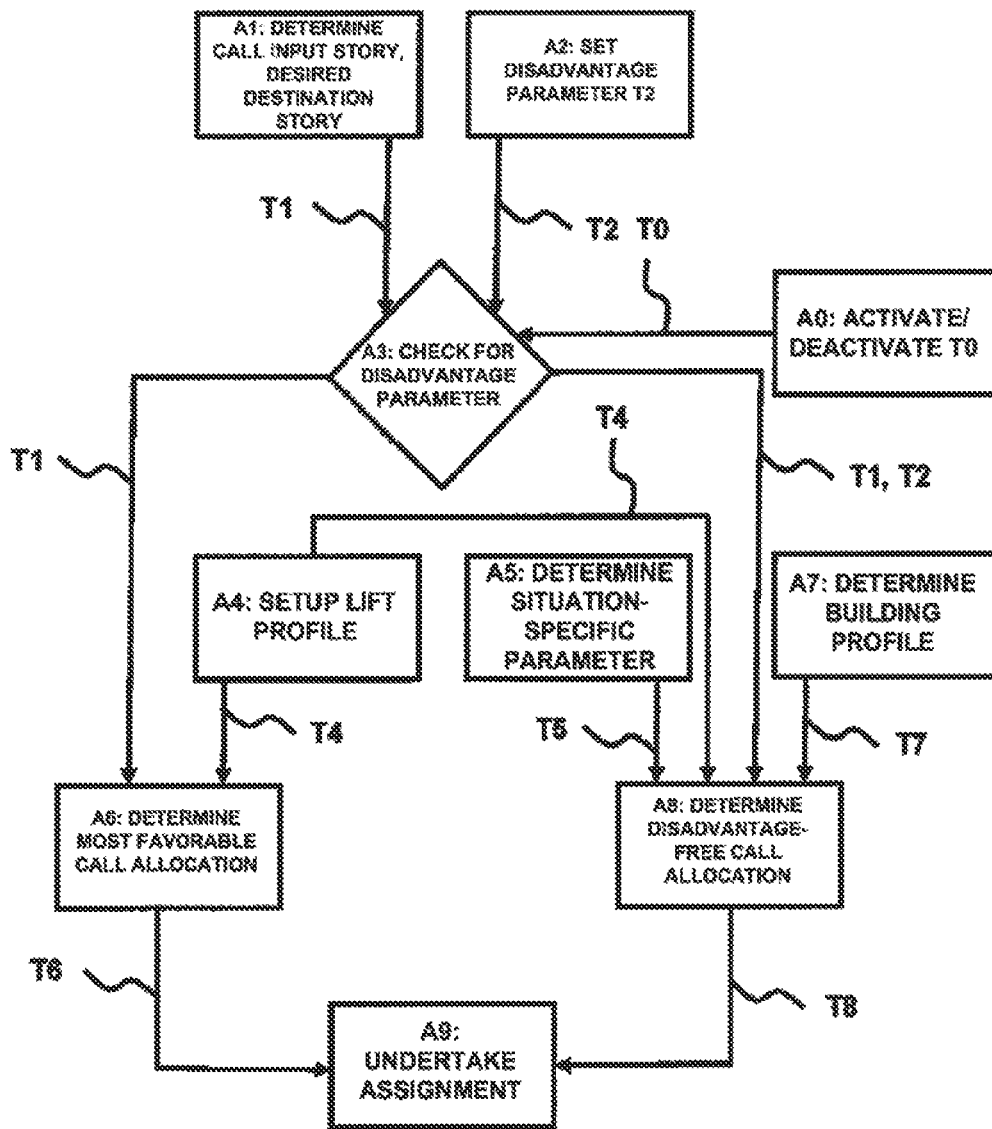 A1: DETERMINE
CALL INPUT STORY,
DESIRED
DESTINATION
STORY
A2: SET
DISADVANTAGE
PARAMETER T2
T1
T2 T0
A0: ACTIVATE/
DEACTIVATE T0
A3: CHECK FOR
DISADVANTAGE
PARAMETER
T4
T1
T1, T2
A4: SETUP LIFT
PROFILE
A5: DETERMINE
SITUATION-
SPECIFIC
PARAMETER
A7: DETERMINE
BUILDING
PROFILE
T4
T5
T7
A6: DETERMINE
MOST FAVORABLE
CALL ALLOCATION
A8: DETERMINE
DISADVANTAGE-
FREE CALL
ALLOCATION
T6
T8
A9:
UNDERTAKE
ASSIGNMENT